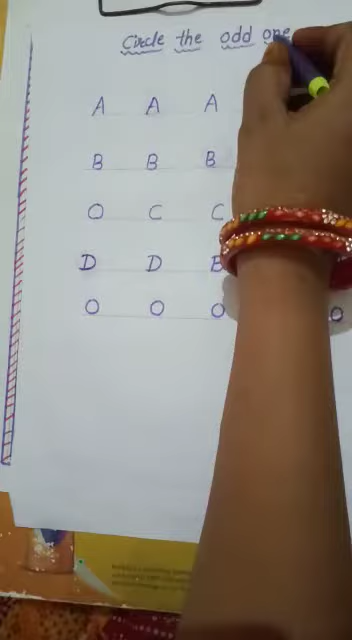 Circle the odd one
A A A
B B B
O C C
D D B
O O O O